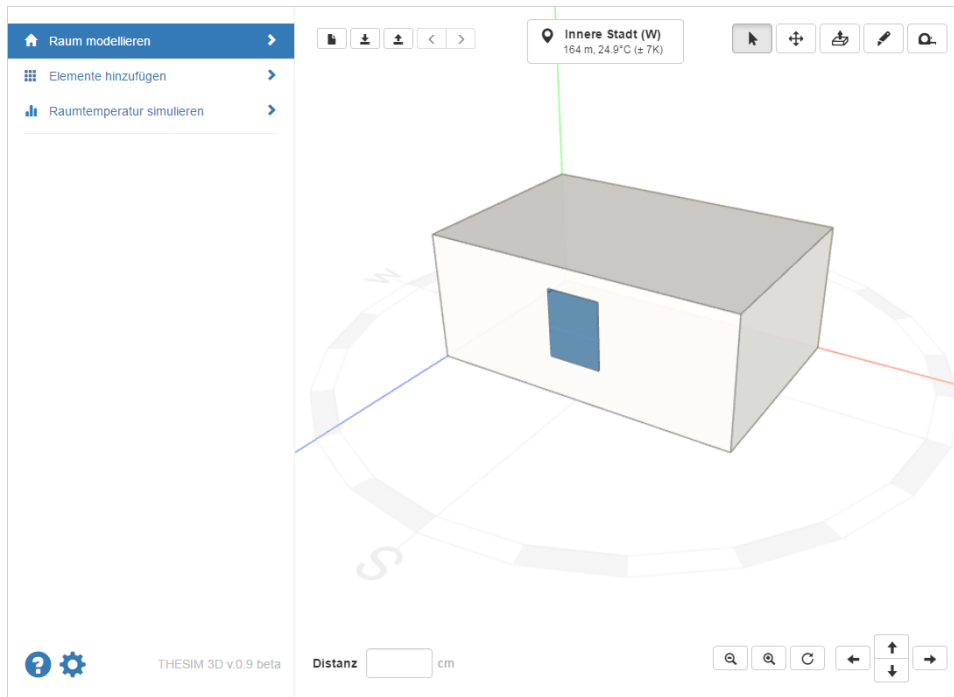 Raum modellieren
Elemente hinzufügen
Raumtemperatur simulieren
Innere Stadt (W)
164 m, 24.9°C (± 7K)
W
S
THESIM 3D v.0.9 beta
Distanz cm